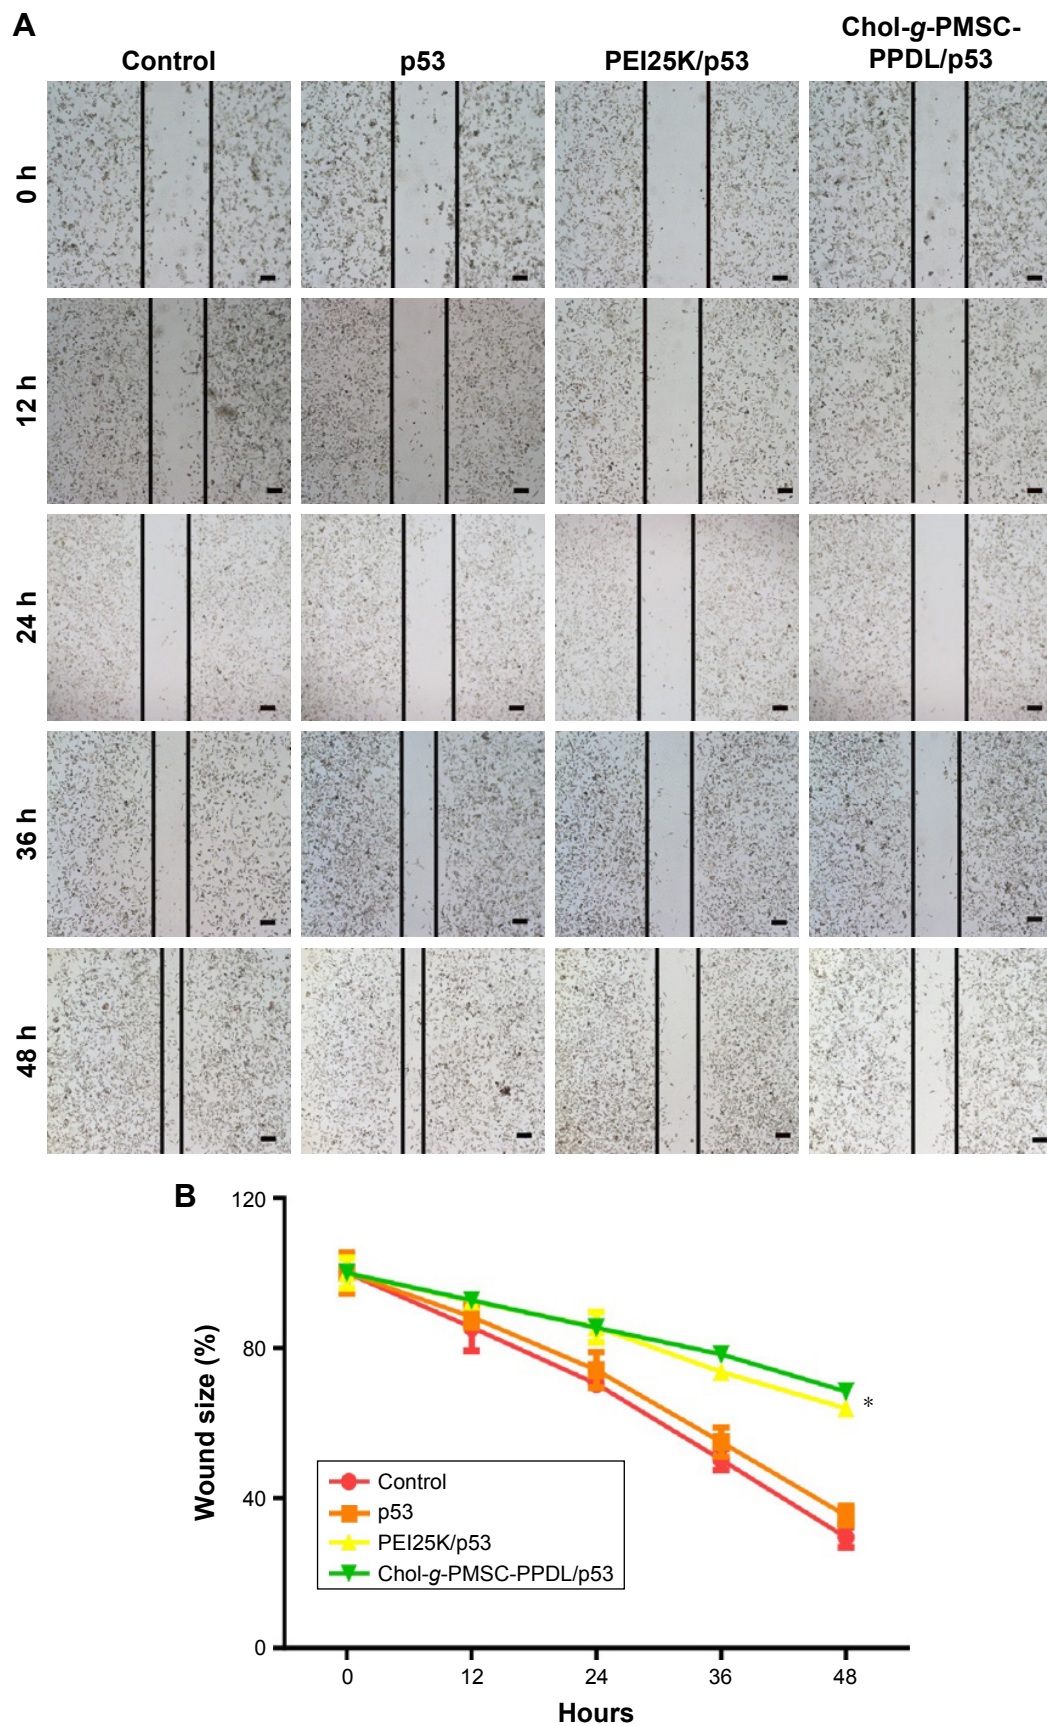 A
Control
p53
PEI25K/p53
Chol-g-PMSC-
PPDL/p53
0 h
12 h
24 h
36 h
48 h
B
120
80
40
0
Wound size (%)
*
Control
p53
PEI25K/p53
Chol-g-PMSC-PPDL/p53
0
12
24
36
48
Hours